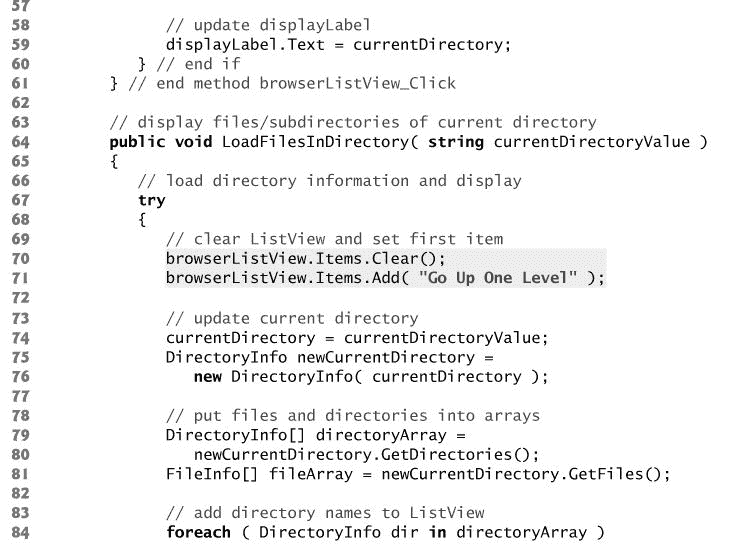 57
58 // update displayLabel
59 displayLabel.Text = currentDirectory;
60 } // end if
61 } // end method browserListView_Click
62
63 // display files/subdirectories of current directory
64 public void LoadFilesInDirectory( string currentDirectoryValue )
65 {
66 // load directory information and display
67 try
68 {
69 // clear ListView and set first item
70 browserListView.Items.Clear();
71 browserListView.Items.Add( "Go Up One Level" );
72
73 // update current directory
74 currentDirectory = currentDirectoryValue;
75 DirectoryInfo newCurrentDirectory =
76 new DirectoryInfo( currentDirectory );
77
78 // put files and directories into arrays
79 DirectoryInfo[] directoryArray =
80 newCurrentDirectory.GetDirectories();
81 FileInfo[] fileArray = newCurrentDirectory.GetFiles();
82
83 // add directory names to ListView
84 foreach ( DirectoryInfo dir in directoryArray )